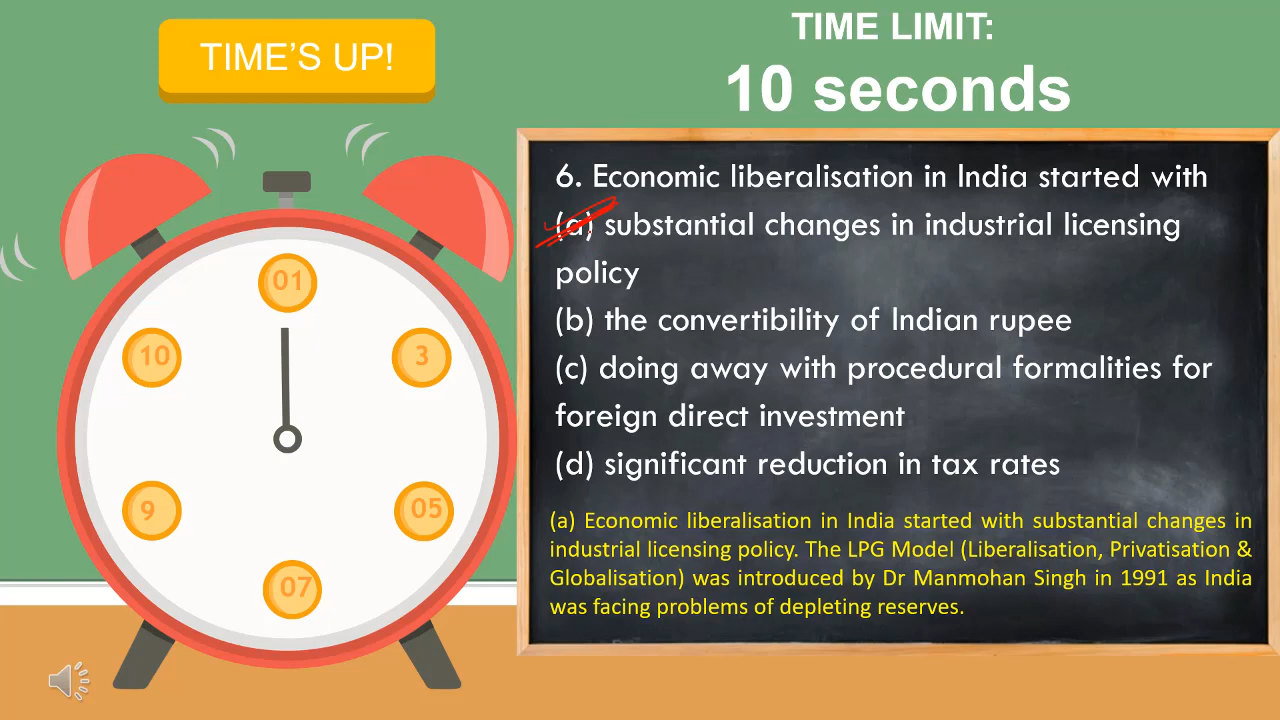 TIME'S UP!
TIME LIMIT:
10 seconds
01
10
3
9
05
07
6. Economic liberalisation in India started with
(a) substantial changes in industrial licensing
policy
(b) the convertibility of Indian rupee
(c) doing away with procedural formalities for
foreign direct investment
(d) significant reduction in tax rates
(a) Economic liberalisation in India started with substantial changes in
industrial licensing policy. The LPG Model (Liberalisation, Privatisation &
Globalisation) was introduced by Dr Manmohan Singh in 1991 as India
was facing problems of depleting reserves.